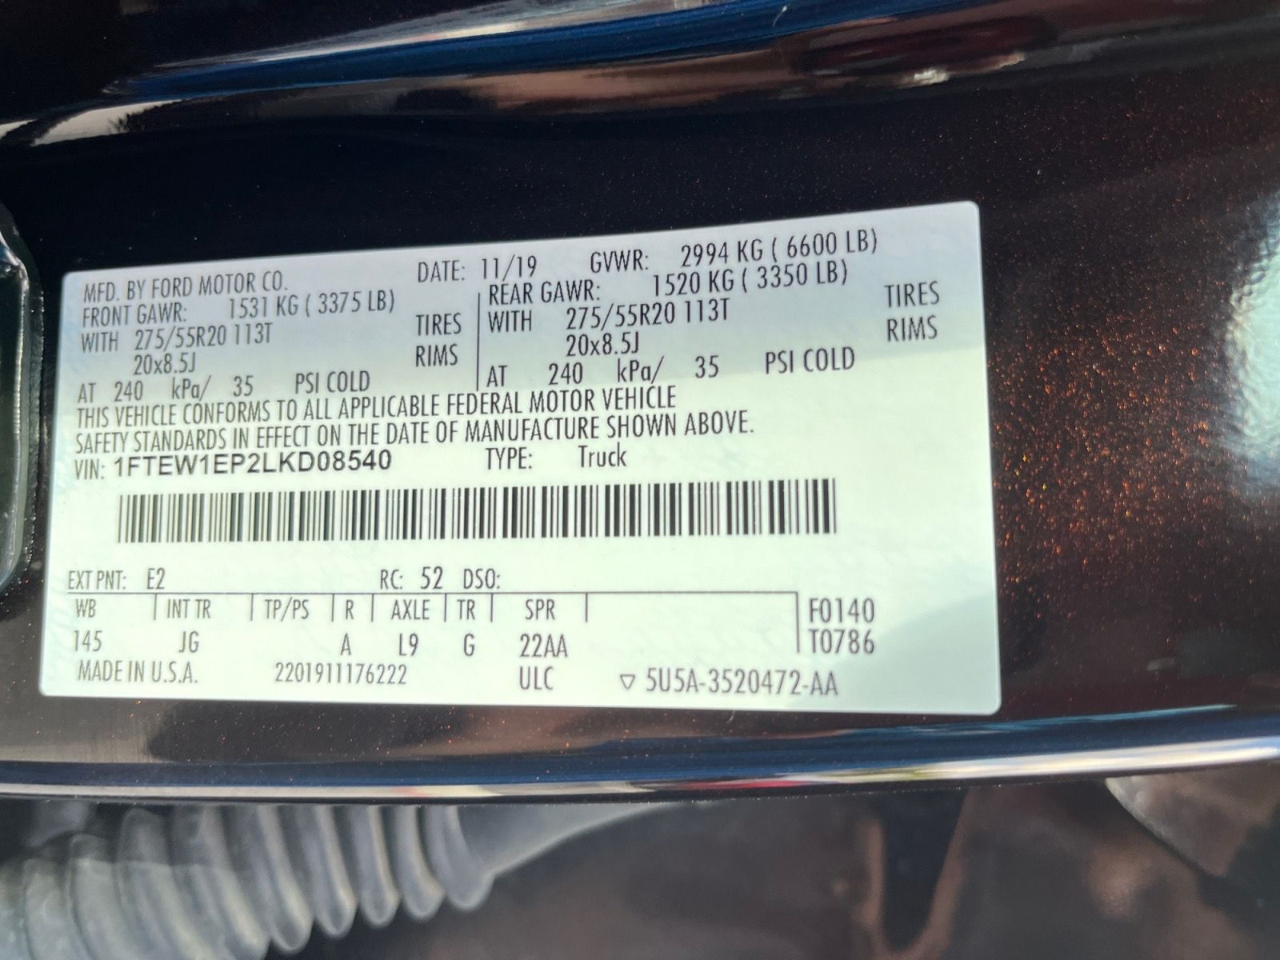 MFD. BY FORD MOTOR CO. DATE: 11/19 GVWR: 2994 KG ( 6600 LB)
FRONT GAWR: 1531 KG ( 3375 LB) REAR GAWR: 1520 KG ( 3350 LB)
WITH 275/55R20 113T TIRES WITH 275/55R20 113T TIRES
20x8.5J RIMS 20x8.5J RIMS
AT 240 kPa/ 35 PSI COLD AT 240 kPa/ 35 PSI COLD
THIS VEHICLE CONFORMS TO ALL APPLICABLE FEDERAL MOTOR VEHICLE
SAFETY STANDARDS IN EFFECT ON THE DATE OF MANUFACTURE SHOWN ABOVE.
VIN: 1FTEW1EP2LKD08540 TYPE: Truck
EXT PNT: E2 RC: 52 DSO:
WB INT TR TP/PS R AXLE TR SPR F0140
145 JG A L9 G 22AA T0786
MADE IN U.S.A. 2201911176222 ULC ▽ 5U5A-3520472-AA